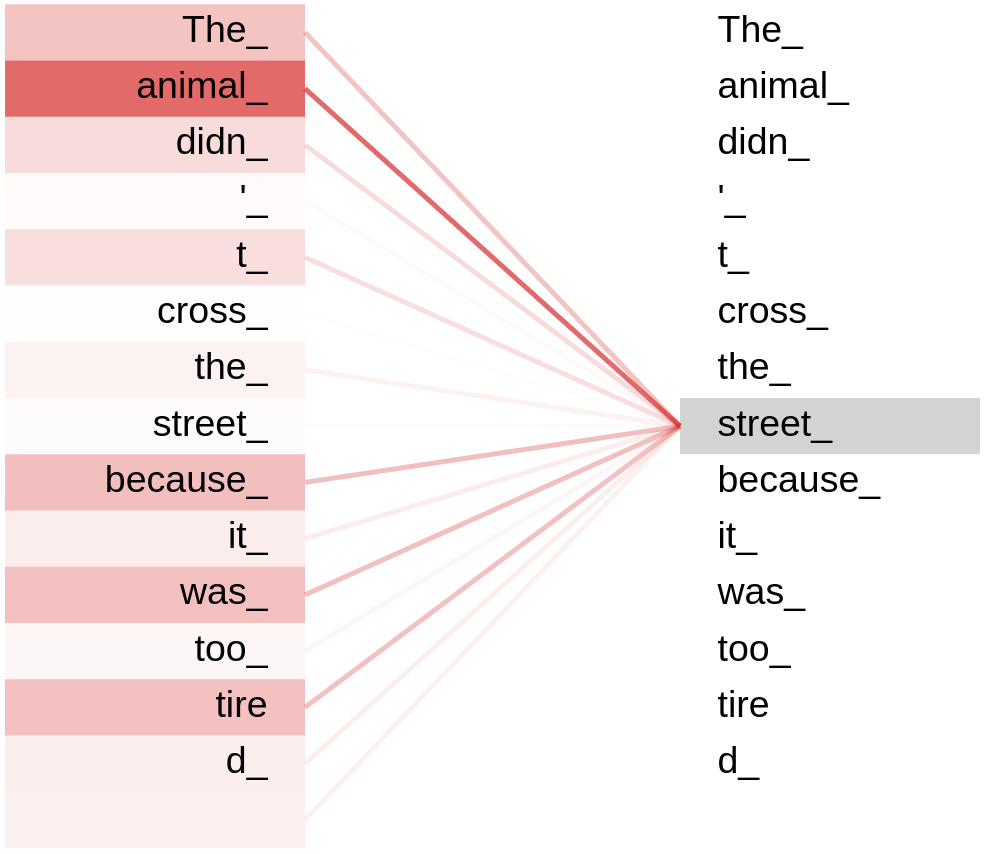 The_ The_
animal_ animal_
didn_ didn_
'_ '_
t_ t_
cross_ cross_
the_ the_
street_ street_
because_ because_
it_ it_
was_ was_
too_ too_
tire tire
d_ d_